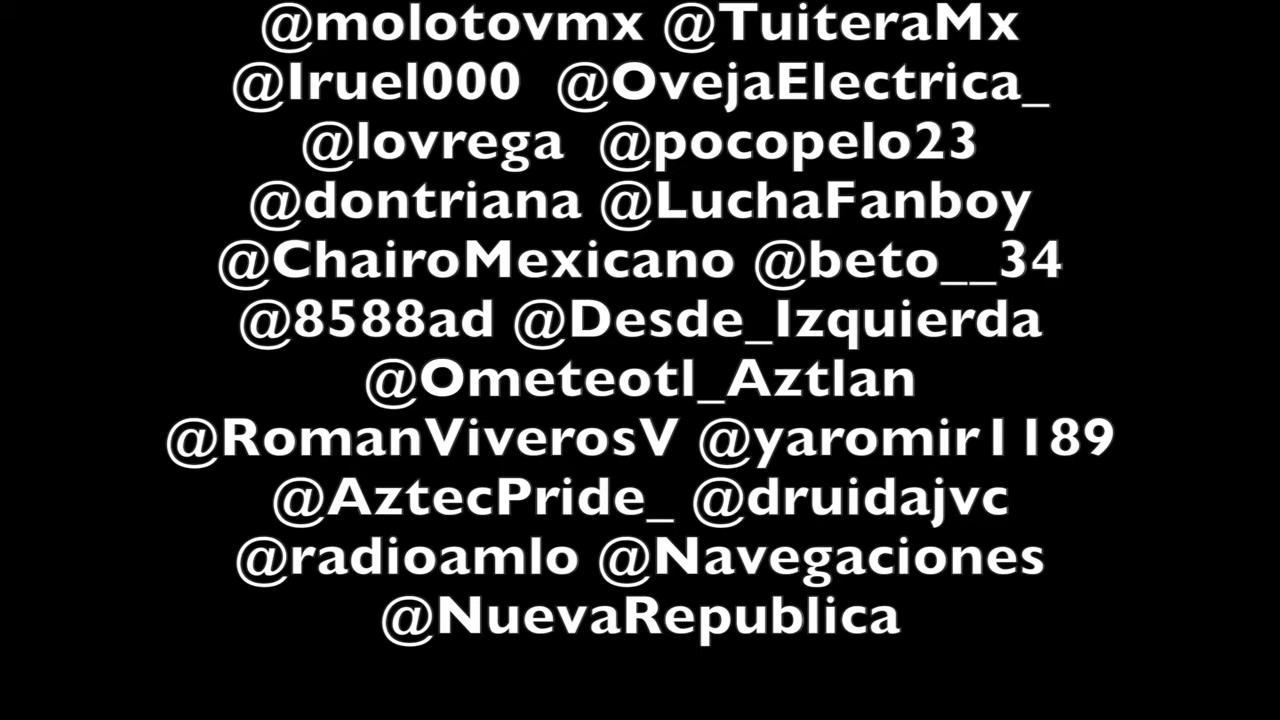 @molotovmx @TuiteraMx
@Iruel000 @OvejaElectrica_
@lovrega @pocopelo23
@dontriana @LuchaFanboy
@ChairoMexicano @beto__34
@8588ad @Desde_Izquierda
@Ometeotl_Aztlan
@RomanViverosV @yaromir1189
@AztecPride_ @druidajvc
@radioamlo @Navegaciones
@NuevaRepublica